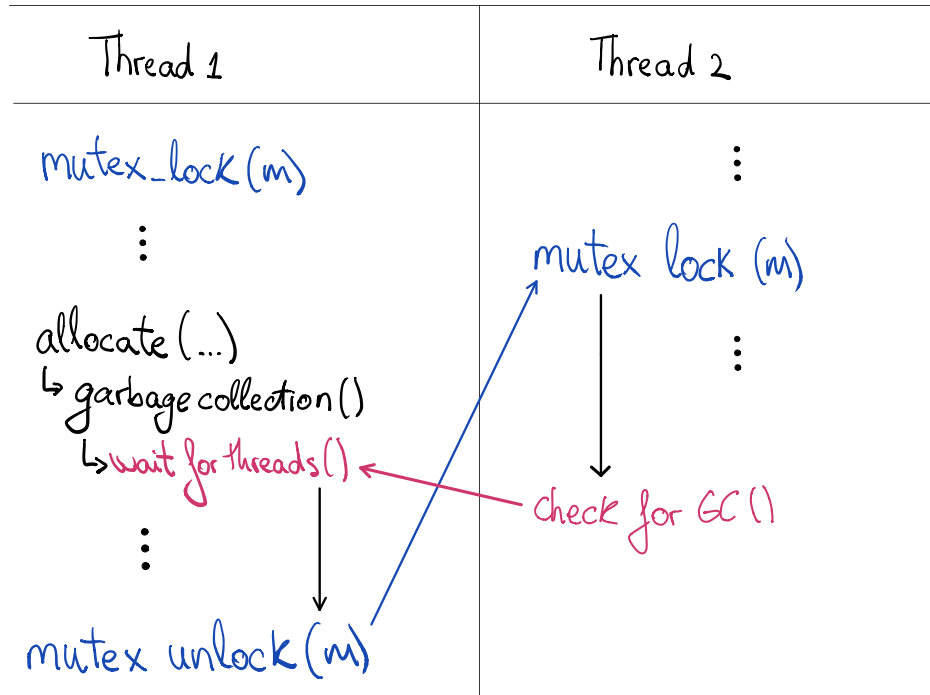 Thread 1
Thread 2
mutex_lock(m)
mutex lock (m)
allocate (...)
↳ garbage collection()
↳ wait for threads()
check for GC()
mutex unlock(m)